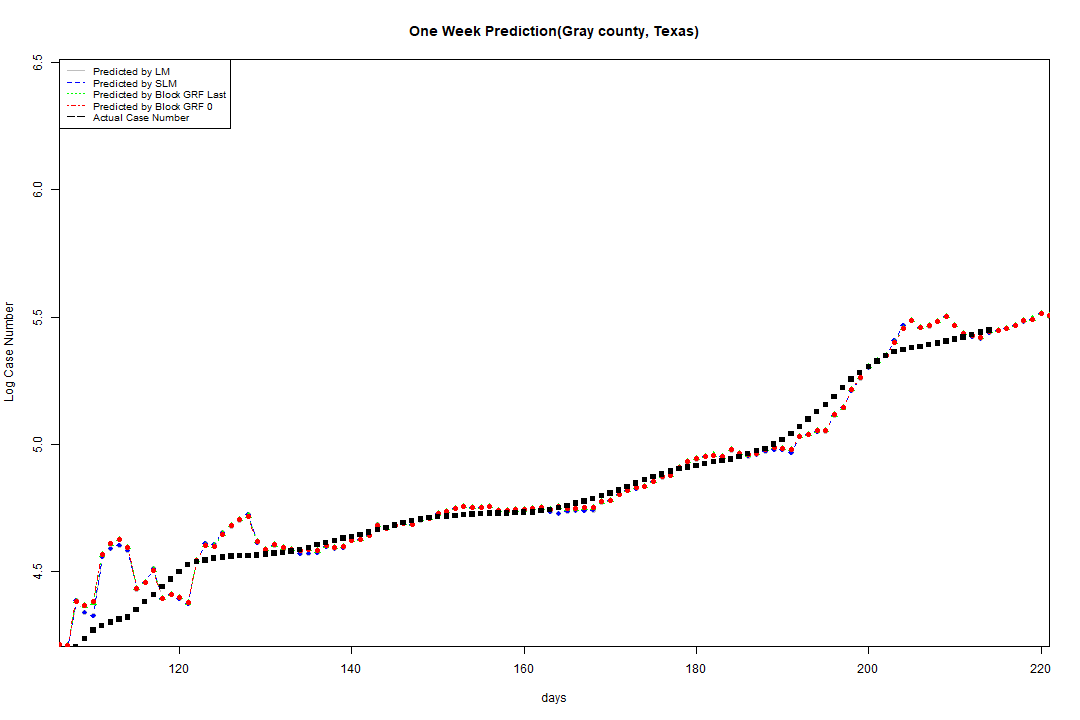 One Week Prediction(Gray county, Texas)
Predicted by LM
Predicted by SLM
Predicted by Block GRF Last
Predicted by Block GRF 0
Actual Case Number
6.5
6.0
5.5
5.0
4.5
Log Case Number
120 140 160 180 200 220
days